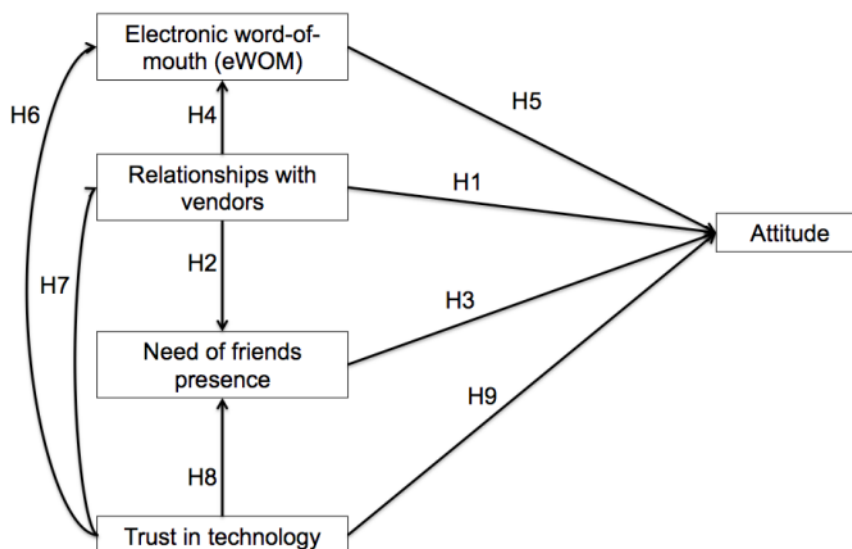 Electronic word-of-
mouth (eWOM)
H6
H4
H5
Relationships with
vendors
H1
Attitude
H2
H7
H3
Need of friends
presence
H9
H8
Trust in technology